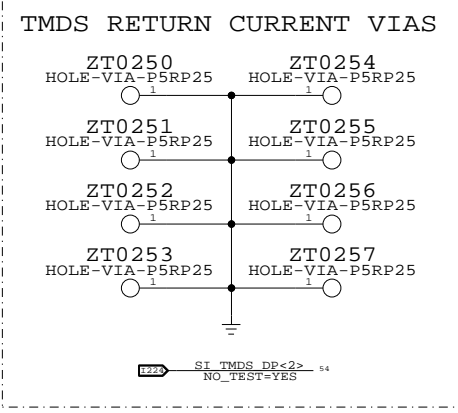 TMDS RETURN CURRENT VIAS
ZT0250 ZT0254
HOLE-VIA-P5RP25 HOLE-VIA-P5RP25
1 1
ZT0251 ZT0255
HOLE-VIA-P5RP25 HOLE-VIA-P5RP25
1 1
ZT0252 ZT0256
HOLE-VIA-P5RP25 HOLE-VIA-P5RP25
1 1
ZT0253 ZT0257
HOLE-VIA-P5RP25 HOLE-VIA-P5RP25
1 1
I224 SI_TMDS_DP<2> 54
NO_TEST=YES